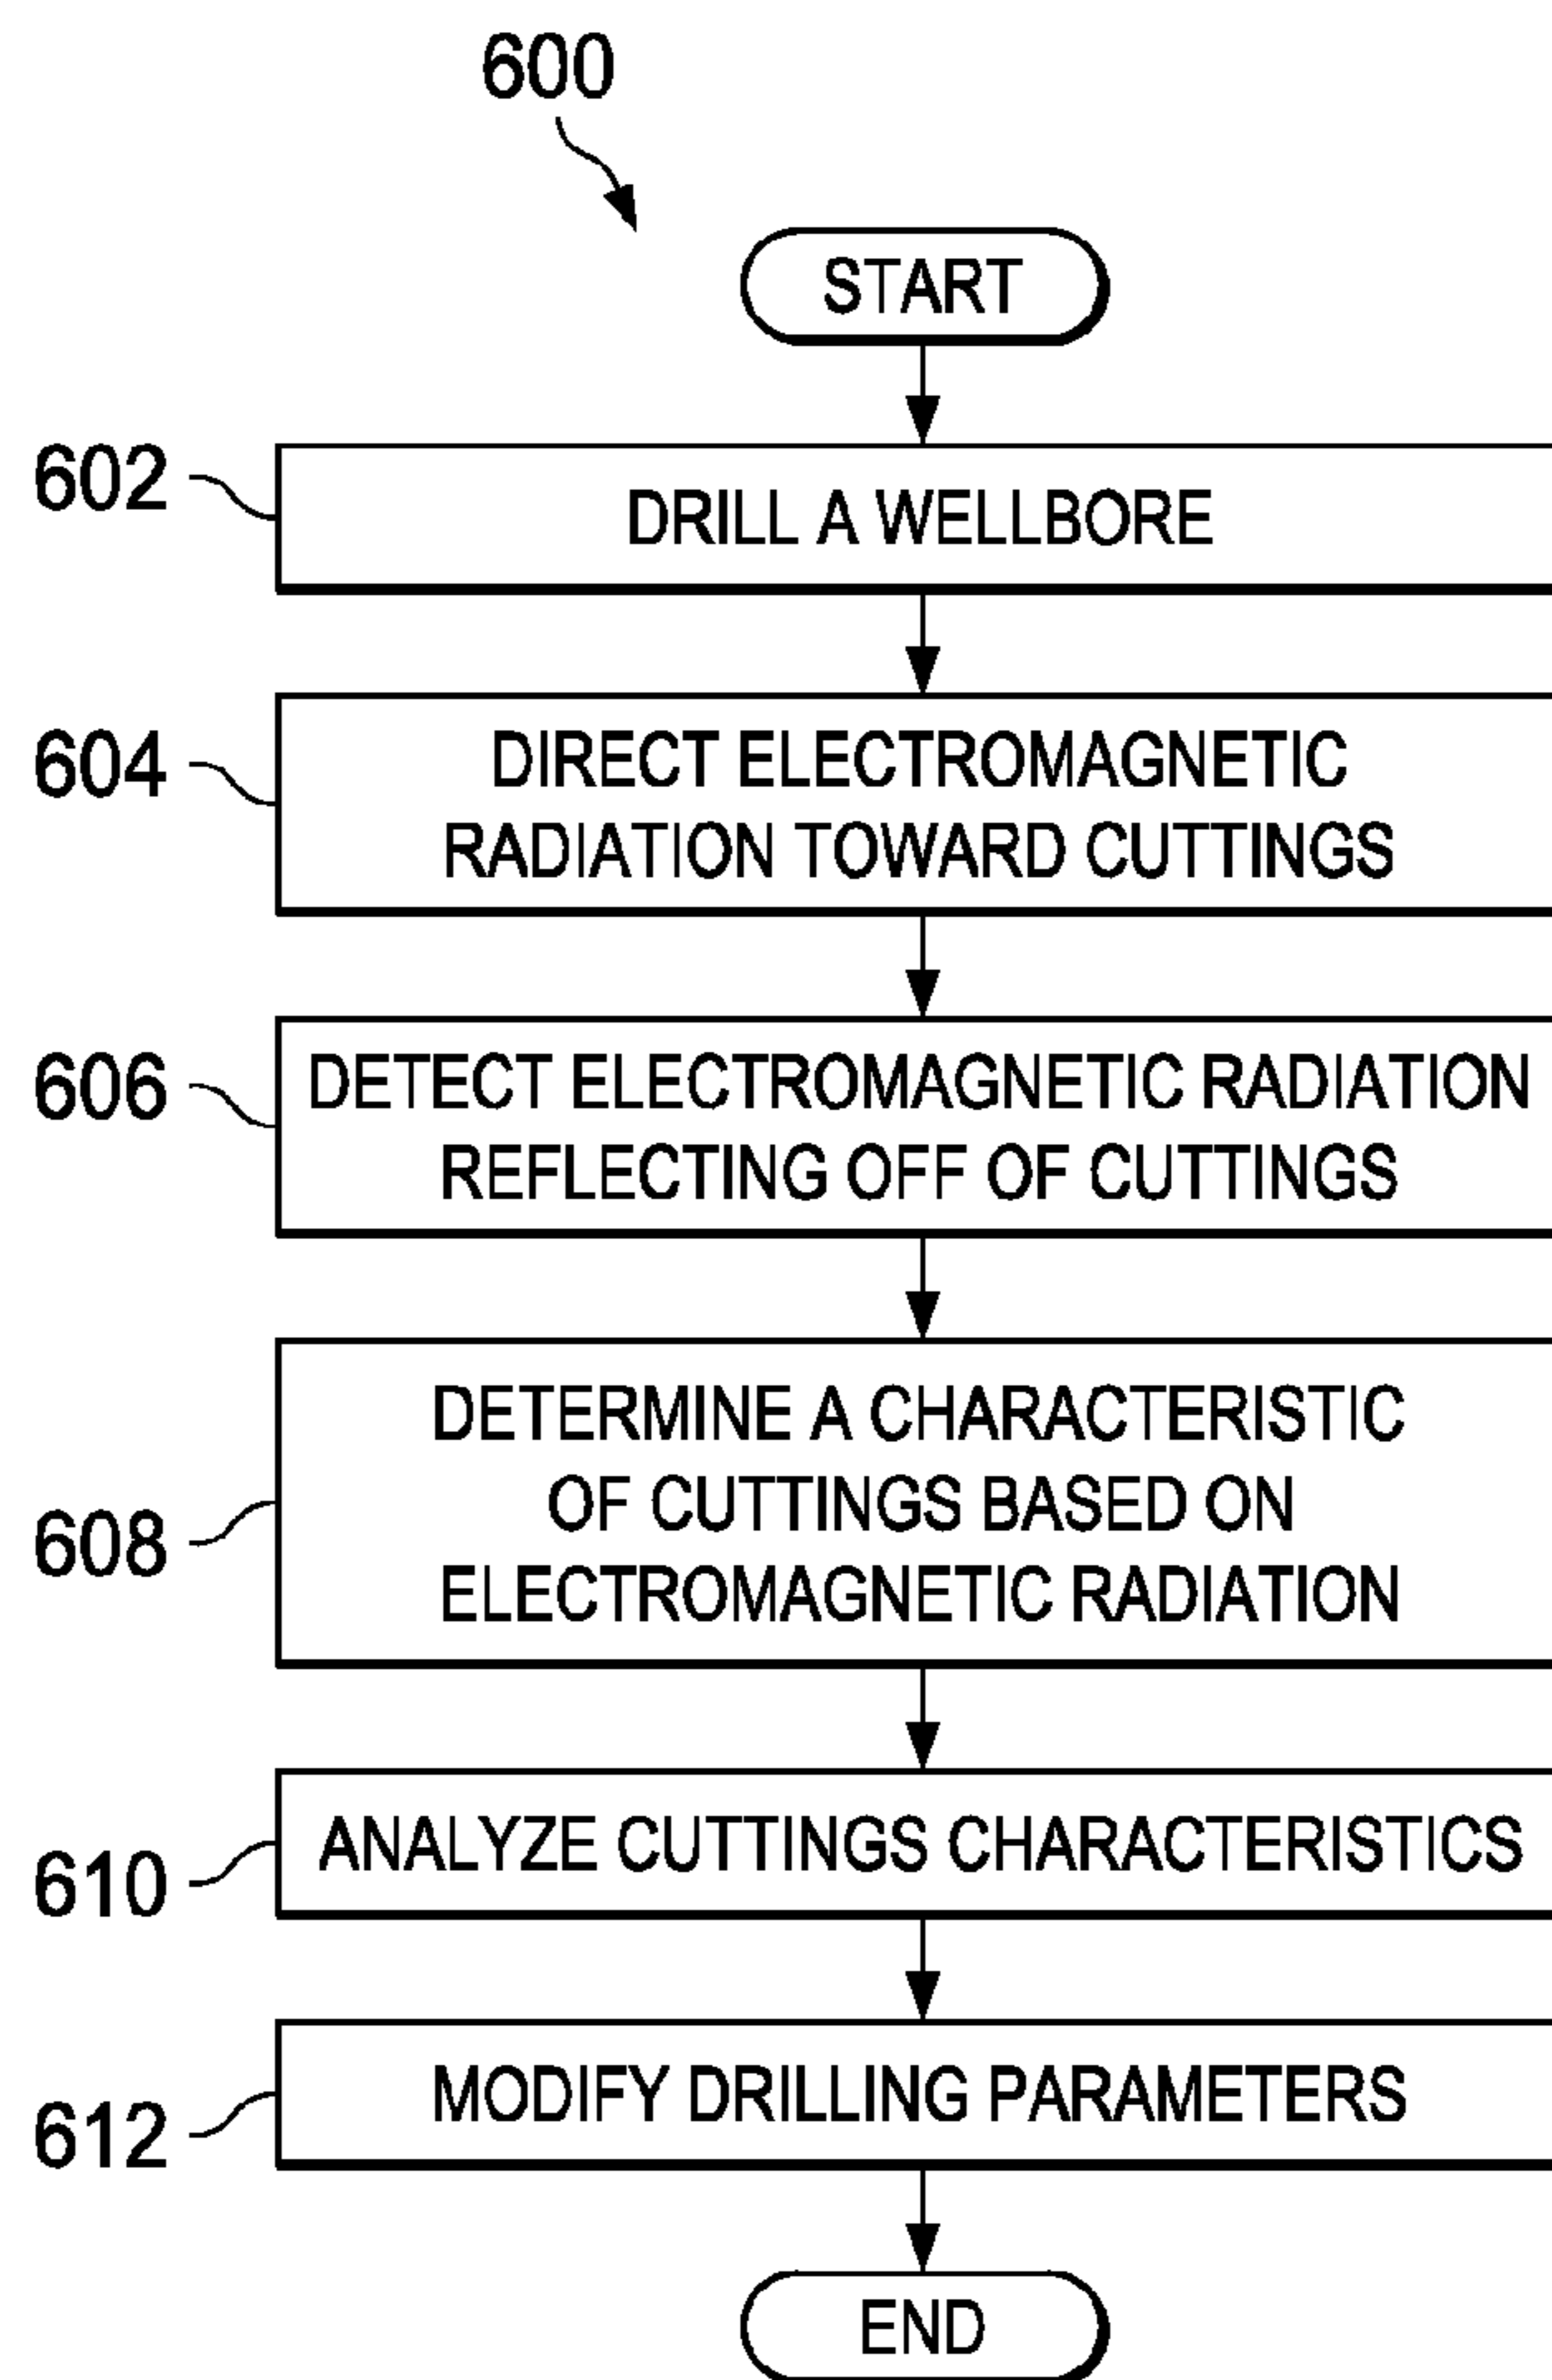 600
START
602
DRILL A WELLBORE
604
DIRECT ELECTROMAGNETIC
RADIATION TOWARD CUTTINGS
606
DETECT ELECTROMAGNETIC RADIATION
REFLECTING OFF OF CUTTINGS
608
DETERMINE A CHARACTERISTIC
OF CUTTINGS BASED ON
ELECTROMAGNETIC RADIATION
610
ANALYZE CUTTINGS CHARACTERISTICS
612
MODIFY DRILLING PARAMETERS
END